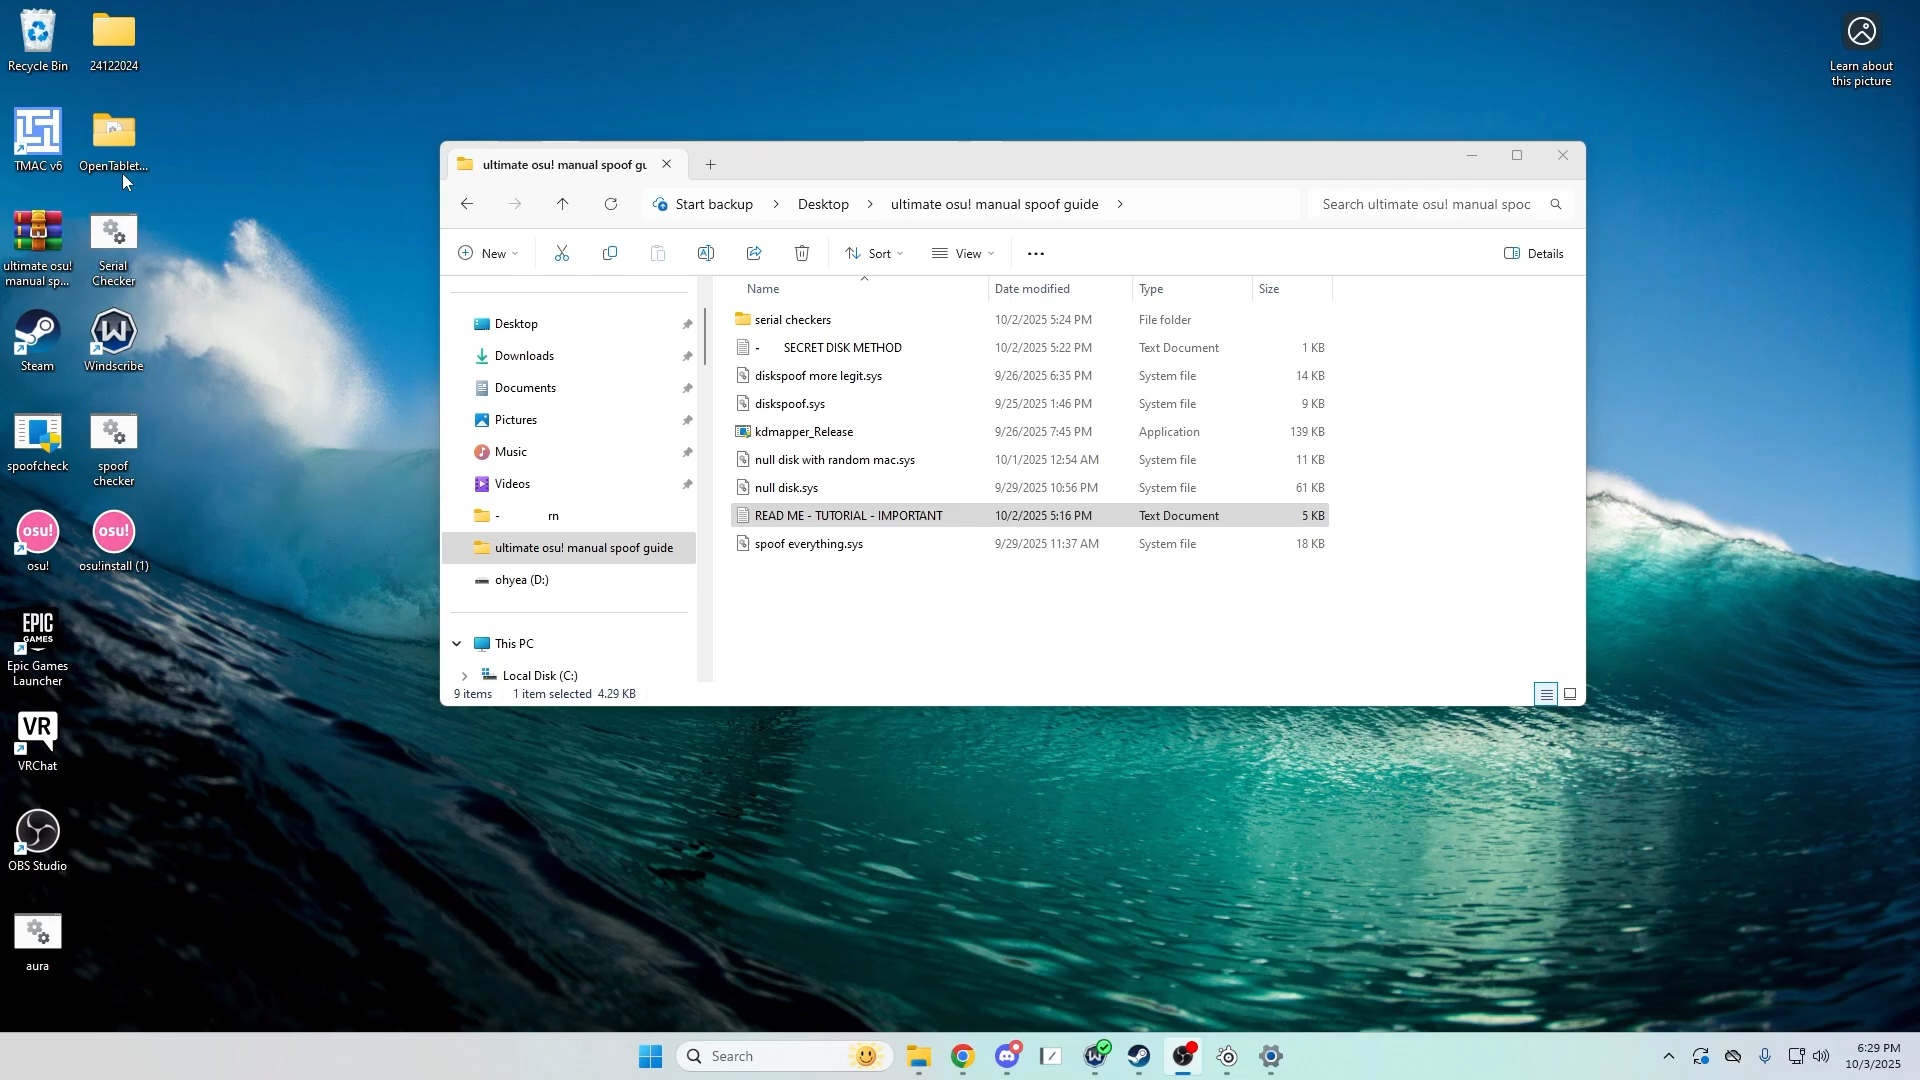 Recycle Bin
24122024
TMAC v6
OpenTablet...
ultimate osu!
manual sp...
Serial
Checker
Steam
Windscribe
spoofcheck
spoof
checker
osu!
osu!
osu!
osu!install (1)
EPIC
GAMES
Epic Games
Launcher
VR
VRChat
OBS Studio
aura
Learn about
this picture
ultimate osu! manual spoof gu
Start backup
Desktop
ultimate osu! manual spoof guide
Search ultimate osu! manual spoc
New
Sort
View
Details
Desktop
Downloads
Documents
Pictures
Music
Videos
- rn
ultimate osu! manual spoof guide
ohyea (D:)
This PC
Local Disk (C:)
Name Date modified Type Size
serial checkers 10/2/2025 5:24 PM File folder
- SECRET DISK METHOD 10/2/2025 5:22 PM Text Document 1 KB
diskspoof more legit.sys 9/26/2025 6:35 PM System file 14 KB
diskspoof.sys 9/25/2025 1:46 PM System file 9 KB
kdmapper_Release 9/26/2025 7:45 PM Application 139 KB
null disk with random mac.sys 10/1/2025 12:54 AM System file 11 KB
null disk.sys 9/29/2025 10:56 PM System file 61 KB
READ ME - TUTORIAL - IMPORTANT 10/2/2025 5:16 PM Text Document 5 KB
spoof everything.sys 9/29/2025 11:37 AM System file 18 KB
9 items 1 item selected 4.29 KB
Search
6:29 PM
10/3/2025